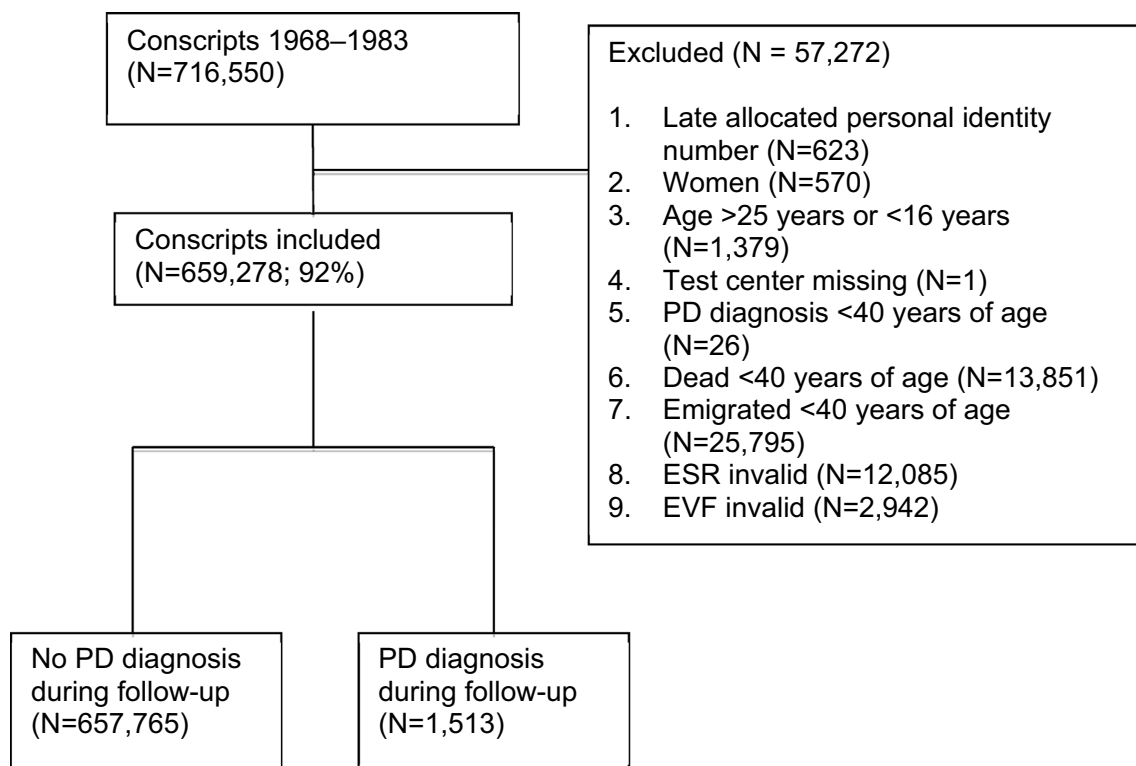 Conscripts 1968–1983
(N=716,550)
Excluded (N = 57,272)
1. Late allocated personal identity
number (N=623)
2. Women (N=570)
3. Age >25 years or <16 years
(N=1,379)
4. Test center missing (N=1)
5. PD diagnosis <40 years of age
(N=26)
6. Dead <40 years of age (N=13,851)
7. Emigrated <40 years of age
(N=25,795)
8. ESR invalid (N=12,085)
9. EVF invalid (N=2,942)
Conscripts included
(N=659,278; 92%)
No PD diagnosis
during follow-up
(N=657,765)
PD diagnosis
during follow-up
(N=1,513)